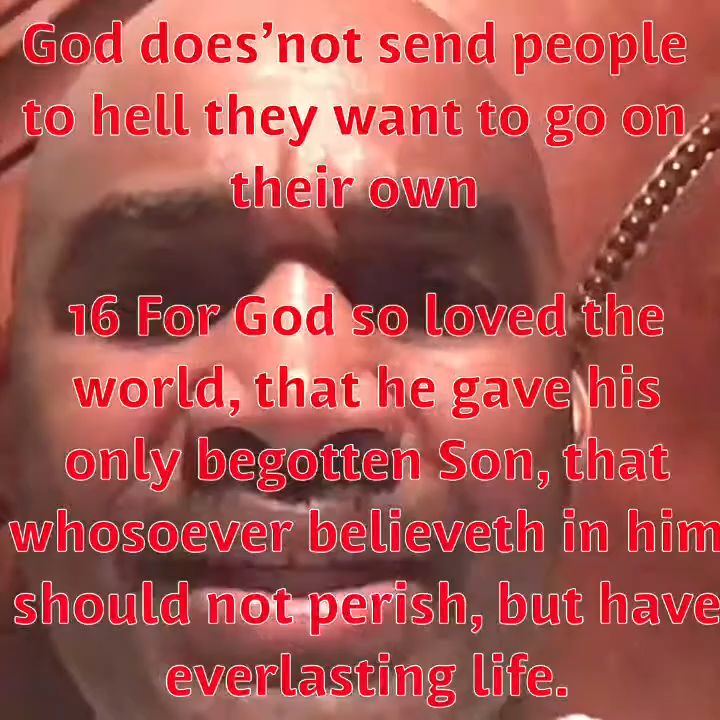 God does’not send people
to hell they want to go on
their own
16 For God so loved the
world, that he gave his
only begotten Son, that
whosoever believeth in him
should not perish, but have
everlasting life.